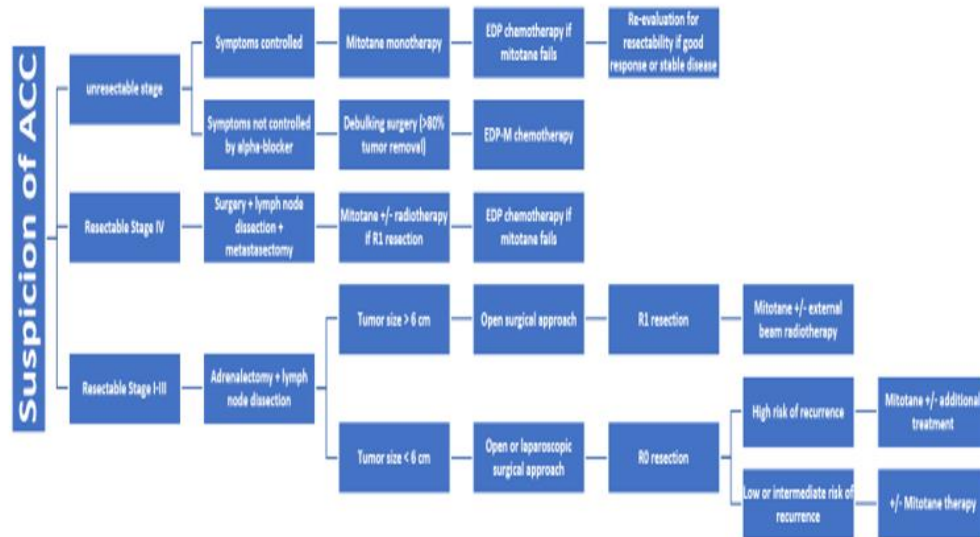 Suspicion of ACC
unresectable stage
Symptoms controlled
Mitotane monotherapy
EDP chemotherapy if
mitotane fails
Re-evaluation for
resectability if good
response or stable disease
Symptoms not controlled
by alpha-blocker
Debulking surgery (>80%
tumor removal)
EDP-M chemotherapy
Resectable Stage IV
Surgery + lymph node
dissection +
metastasectomy
Mitotane +/- radiotherapy
if R1 resection
EDP chemotherapy if
mitotane fails
Resectable Stage I-III
Adrenalectomy + lymph
node dissection
Tumor size > 6 cm
Open surgical approach
R1 resection
Mitotane +/- external
beam radiotherapy
Tumor size < 6 cm
Open or laparoscopic
surgical approach
R0 resection
High risk of recurrence
Mitotane +/- additional
treatment
Low or intermediate risk of
recurrence
+/- Mitotane therapy